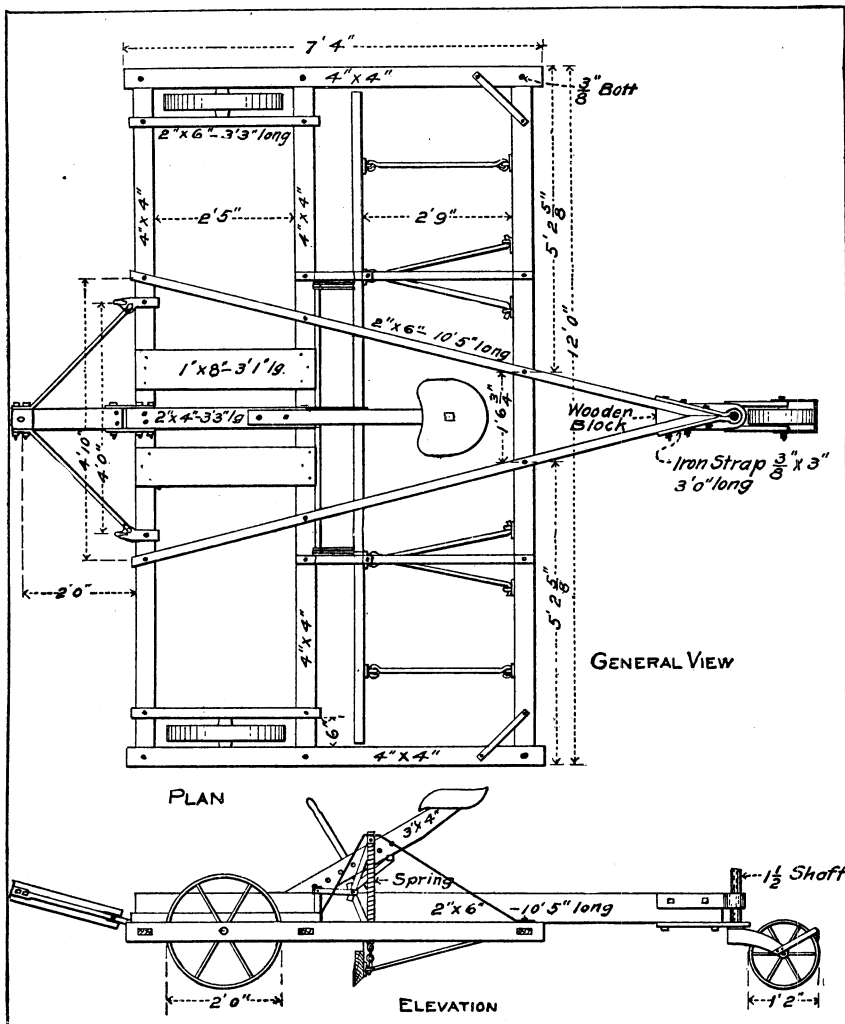 7'4"
4"x4"
3/8" Bolt
2"x6"-3'3"long
4"x4"
2'5"
4"x4"
2'9"
5'2 5/8"
12'0"
2"x6"-10'5"long
1"x8"-3'1"lg.
2"x4"-3'3"lg
1'6 3/4"
Wooden
Block
Iron Strap 3/8"x3"
3'0"long
4'10"
4'0"
2'0"
4"x4"
5'2 5/8"
GENERAL VIEW
6"
4"x4"
PLAN
3"x4"
Spring
1 1/2 Shaft
2"x6"-10'5"long
2'0"
ELEVATION
1'2"